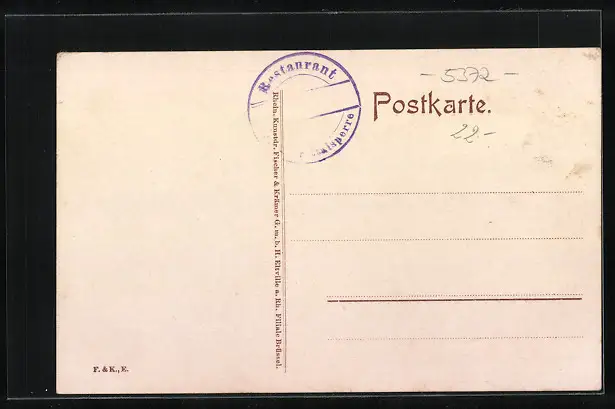 Restaurant
- 5372 -
Postkarte.
22.-
Rhein. Kunstdr. Fischer & Krämer G. m. b. H. Eltville a. Rh. Filiale Brüssel.
F. & K., E.